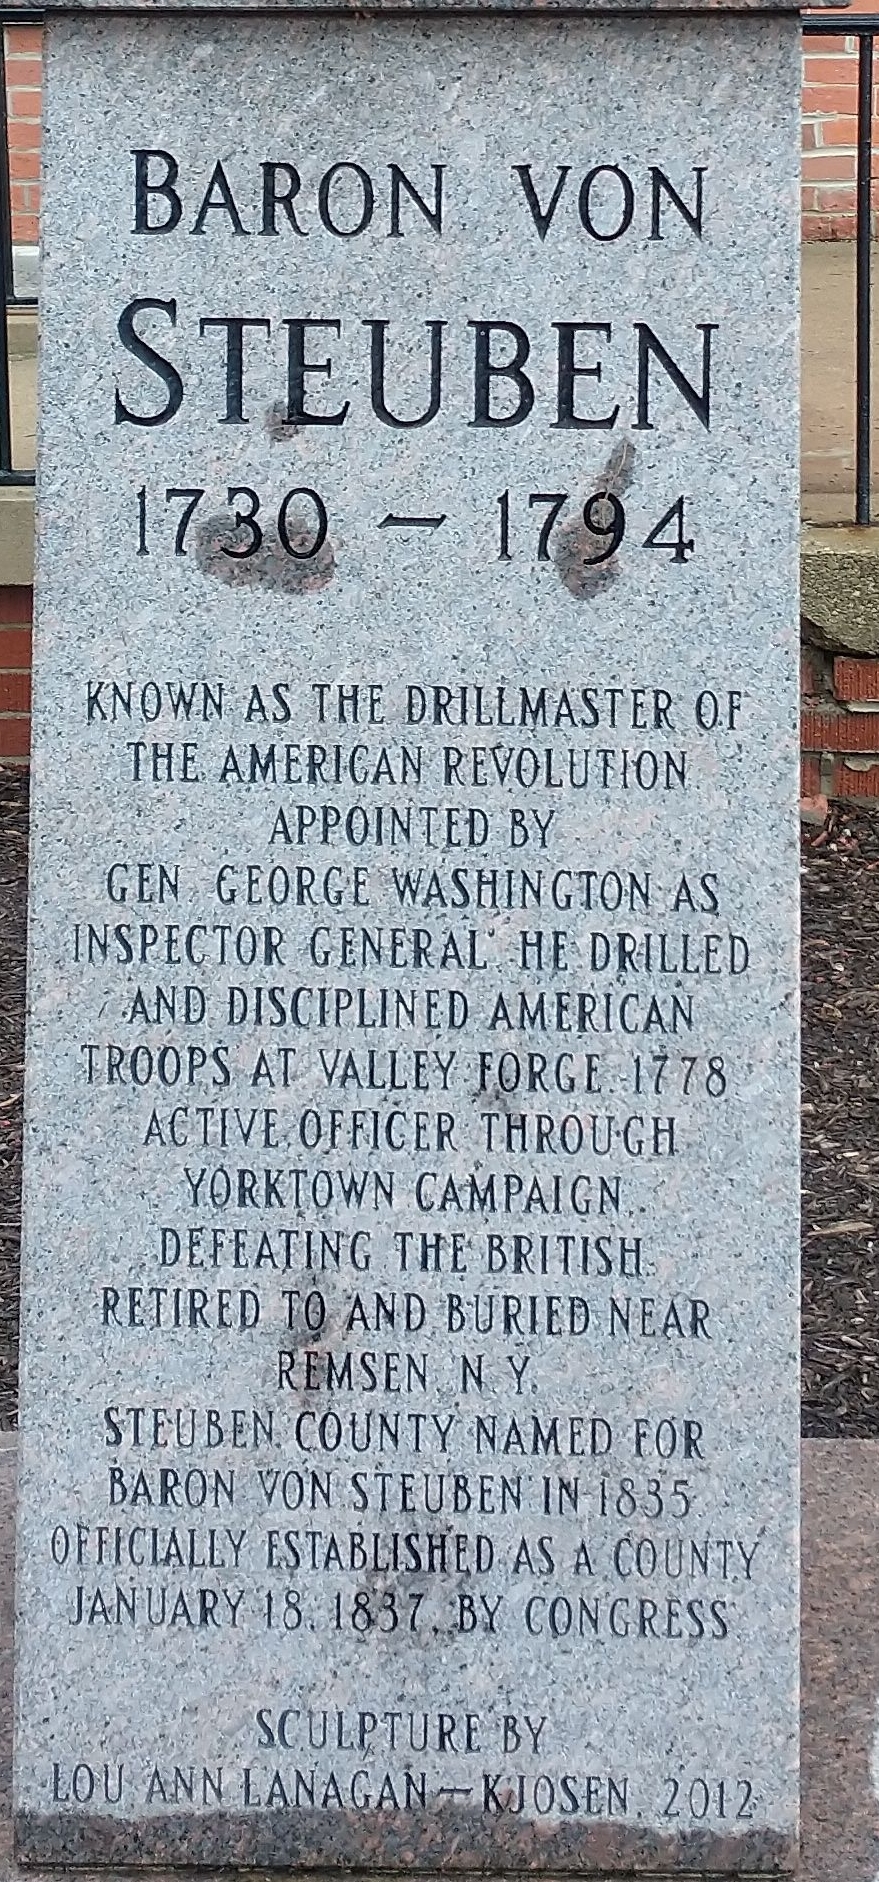 BARON VON
STEUBEN
1730 – 1794
KNOWN AS THE DRILLMASTER OF
THE AMERICAN REVOLUTION
APPOINTED BY
GEN. GEORGE WASHINGTON AS
INSPECTOR GENERAL. HE DRILLED
AND DISCIPLINED AMERICAN
TROOPS AT VALLEY FORGE, 1778
ACTIVE OFFICER THROUGH
YORKTOWN CAMPAIGN,
DEFEATING THE BRITISH.
RETIRED TO AND BURIED NEAR
REMSEN, N.Y.
STEUBEN COUNTY NAMED FOR
BARON VON STEUBEN IN 1835
OFFICIALLY ESTABLISHED AS A COUNTY
JANUARY 18, 1837, BY CONGRESS
SCULPTURE BY
LOU ANN LANAGAN–KJOSEN, 2012